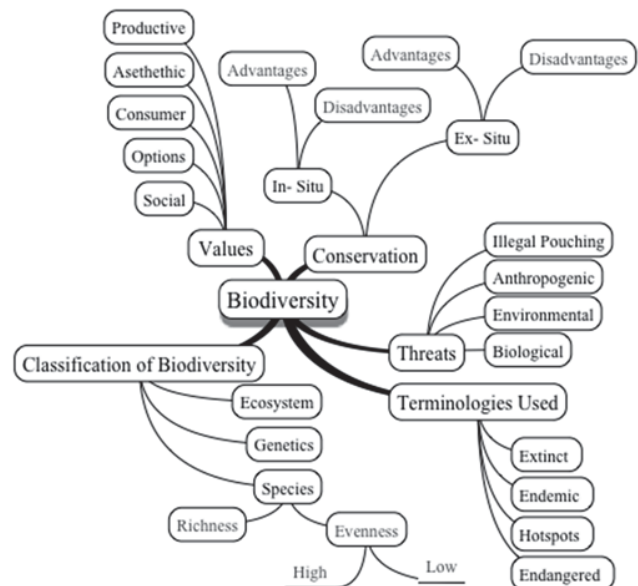 Productive
Asethethic
Consumer
Options
Social
Values
Advantages
Disadvantages
In- Situ
Advantages
Disadvantages
Ex- Situ
Conservation
Biodiversity
Illegal Pouching
Anthropogenic
Environmental
Biological
Threats
Classification of Biodiversity
Ecosystem
Genetics
Species
Richness
Evenness
High
Low
Terminologies Used
Extinct
Endemic
Hotspots
Endangered